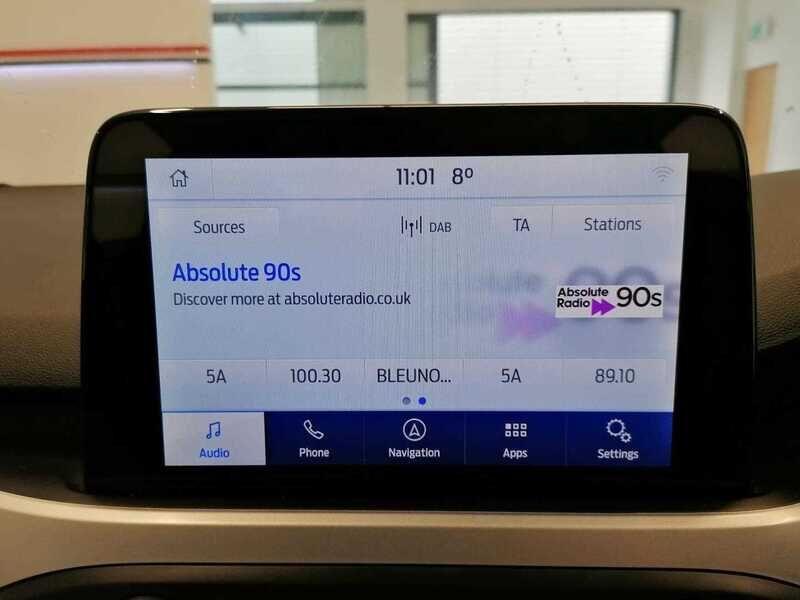 11:01 8°
Sources
DAB
TA
Stations
Absolute 90s
Discover more at absoluteradio.co.uk
Absolute
Radio 90s
5A
100.30
BLEUNO...
5A
89.10
Audio
Phone
Navigation
Apps
Settings